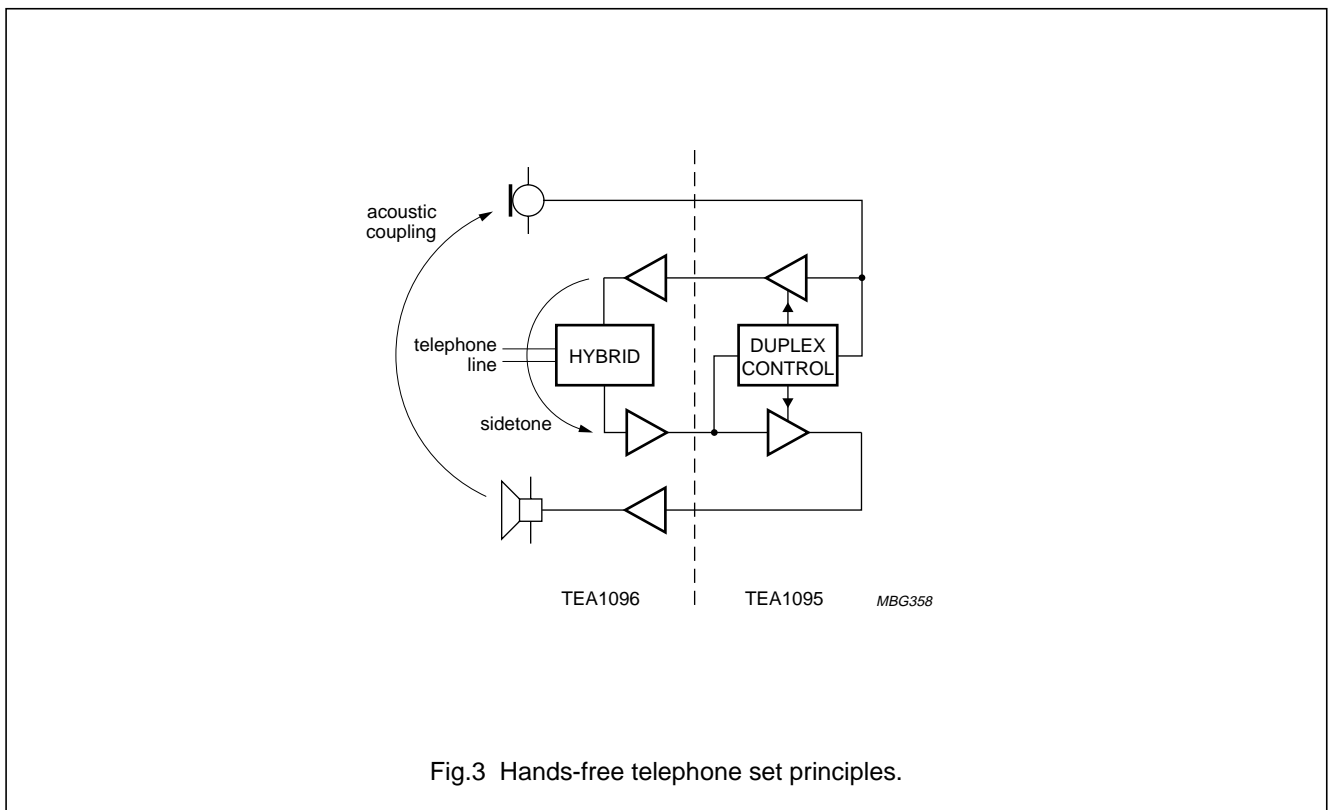 acoustic
coupling
telephone
line
HYBRID
DUPLEX
CONTROL
sidetone
TEA1096
TEA1095
MBG358
Fig.3 Hands-free telephone set principles.